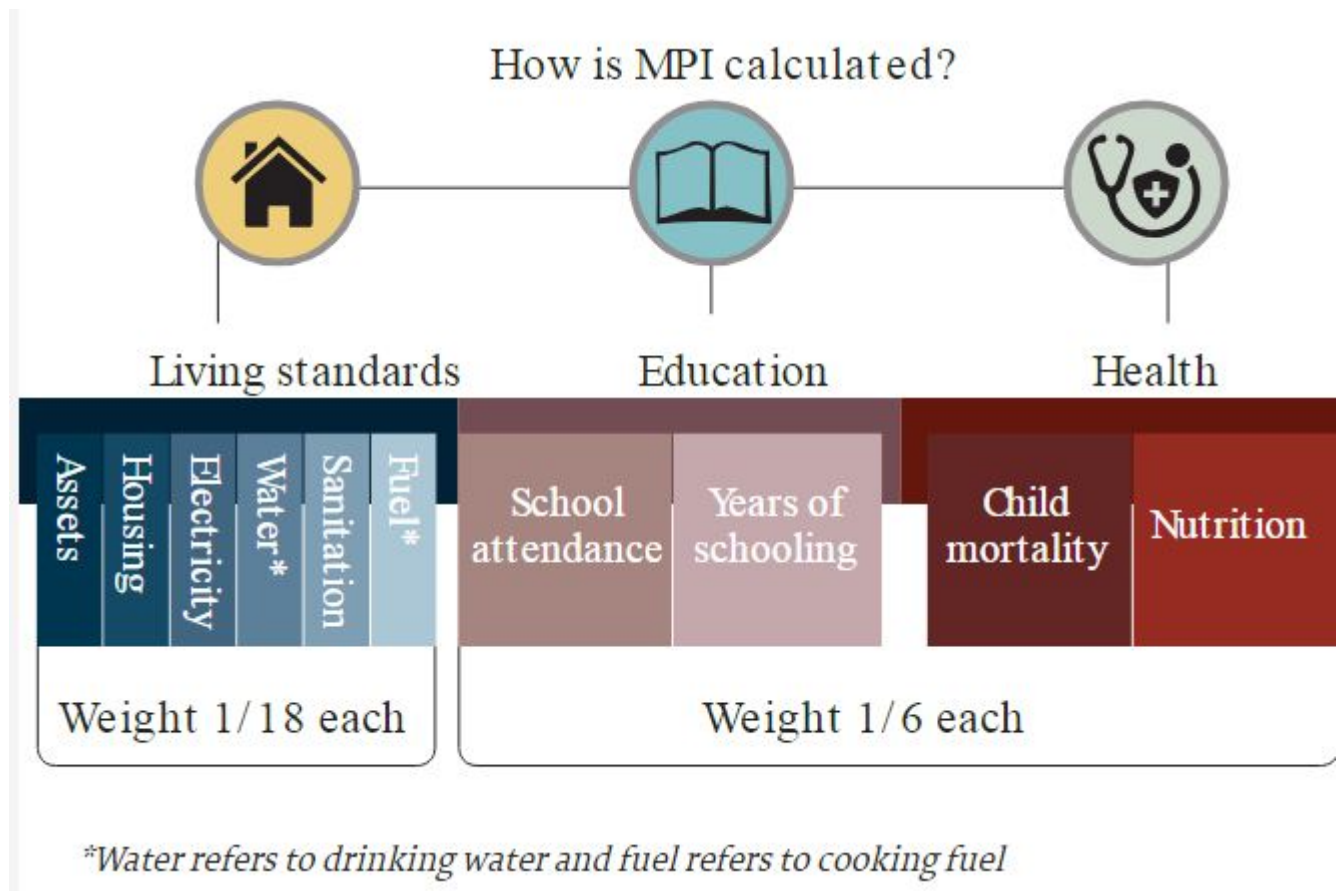 How is MPI calculated?
Living standards
Education
Health
Assets
Housing
Electricity
Water*
Sanitation
Fuel*
School
attendance
Years of
schooling
Child
mortality
Nutrition
Weight 1/18 each
Weight 1/6 each
*Water refers to drinking water and fuel refers to cooking fuel